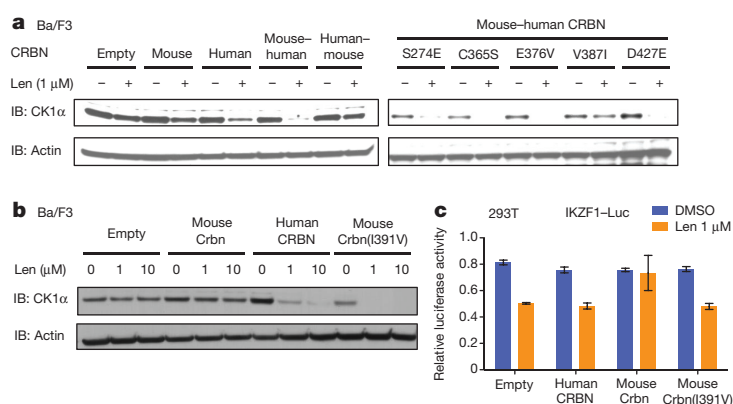 a Ba/F3
Mouse–human CRBN
CRBN Empty Mouse Human Mouse–human Human–mouse S274E C365S E376V V387I D427E
Len (1 µM) – + – + – + – + – + – + – + – + – + – +
IB: CK1α
IB: Actin
b Ba/F3
Empty Mouse Crbn Human CRBN Mouse Crbn(I391V)
Len (µM) 0 1 10 0 1 10 0 1 10 0 1 10
IB: CK1α
IB: Actin
c 293T IKZF1–Luc DMSO
Len 1 µM
Relative luciferase activity
1.0
0.8
0.6
0.4
0.2
0
Empty Human CRBN Mouse Crbn Mouse Crbn(I391V)